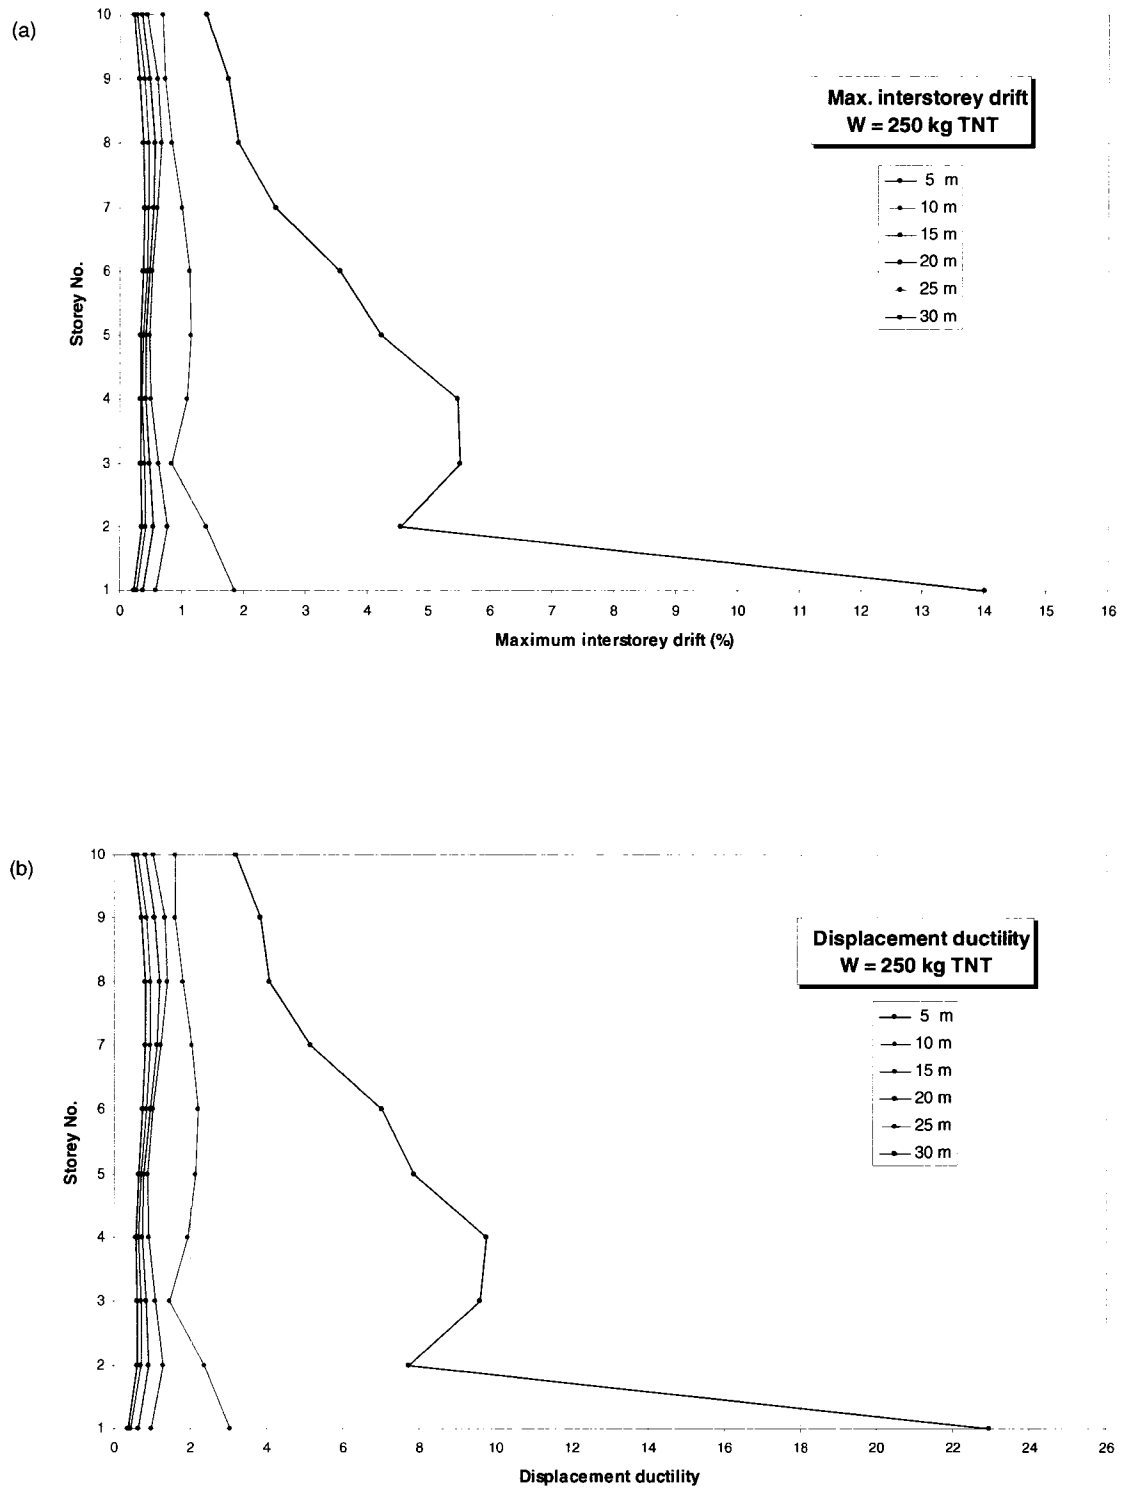 (a)
Max. interstorey drift
W = 250 kg TNT
5 m
10 m
15 m
20 m
25 m
30 m
Storey No.
10
9
8
7
6
5
4
3
2
1
0 1 2 3 4 5 6 7 8 9 10 11 12 13 14 15 16
Maximum interstorey drift (%)
(b)
Displacement ductility
W = 250 kg TNT
5 m
10 m
15 m
20 m
25 m
30 m
Storey No.
10
9
8
7
6
5
4
3
2
1
0 2 4 6 8 10 12 14 16 18 20 22 24 26
Displacement ductility